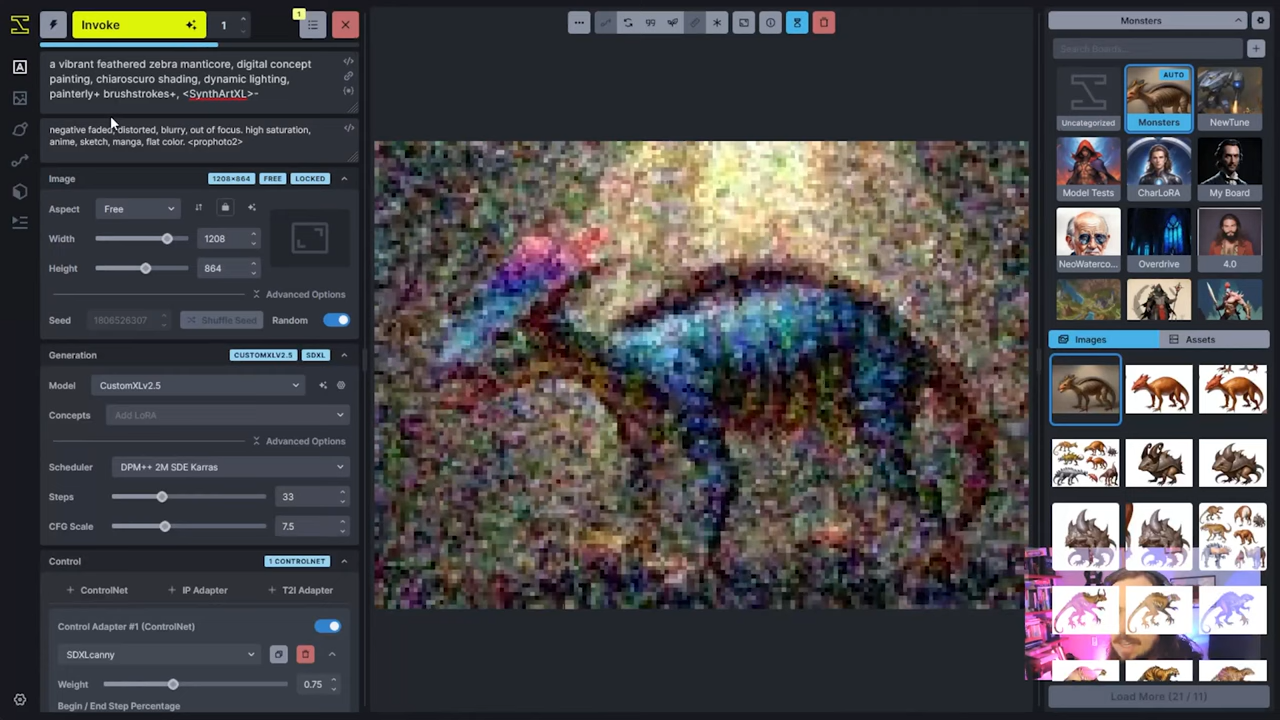 Invoke
1
1
a vibrant feathered zebra manticore, digital concept
painting, chiaroscuro shading, dynamic lighting,
painterly+ brushstrokes+, <SynthArtXL>-
negative faded, distorted, blurry, out of focus. high saturation,
anime, sketch, manga, flat color. <prophoto2>
Image
1208×864
FREE
LOCKED
Aspect
Free
Width
1208
Height
864
Advanced Options
Seed
1806526307
Shuffle Seed
Random
Generation
CUSTOMXLV2.5
SDXL
Model
CustomXLv2.5
Concepts
Add LoRA
Advanced Options
Scheduler
DPM++ 2M SDE Karras
Steps
33
CFG Scale
7.5
Control
1 CONTROLNET
+ ControlNet
+ IP Adapter
+ T2I Adapter
Control Adapter #1 (ControlNet)
SDXLcanny
Weight
0.75
Begin / End Step Percentage
Monsters
Search Boards...
AUTO
Uncategorized
Monsters
NewTune
Model Tests
CharLoRA
My Board
NeoWaterco...
Overdrive
4.0
Images
Assets
Load More (21 / 11)